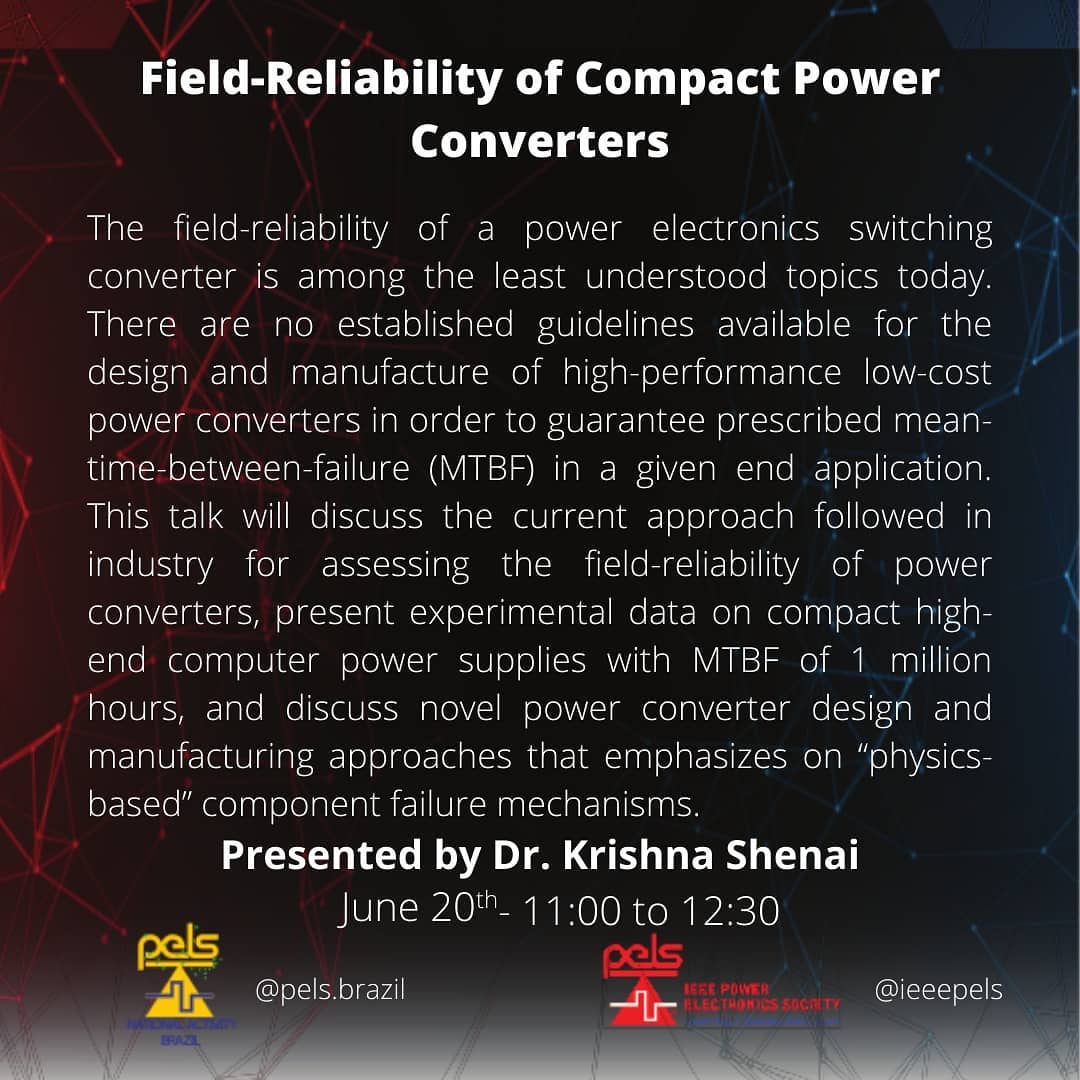 Field-Reliability of Compact Power
Converters
The field-reliability of a power electronics switching
converter is among the least understood topics today.
There are no established guidelines available for the
design and manufacture of high-performance low-cost
power converters in order to guarantee prescribed mean-
time-between-failure (MTBF) in a given end application.
This talk will discuss the current approach followed in
industry for assessing the field-reliability of power
converters, present experimental data on compact high-
end computer power supplies with MTBF of 1 million
hours, and discuss novel power converter design and
manufacturing approaches that emphasizes on “physics-
based” component failure mechanisms.
Presented by Dr. Krishna Shenai
June 20th- 11:00 to 12:30
pels
NATIONAL ACTIVITY
BRAZIL
@pels.brazil
pels
IEEE POWER
ELECTRONICS SOCIETY
@ieeepels